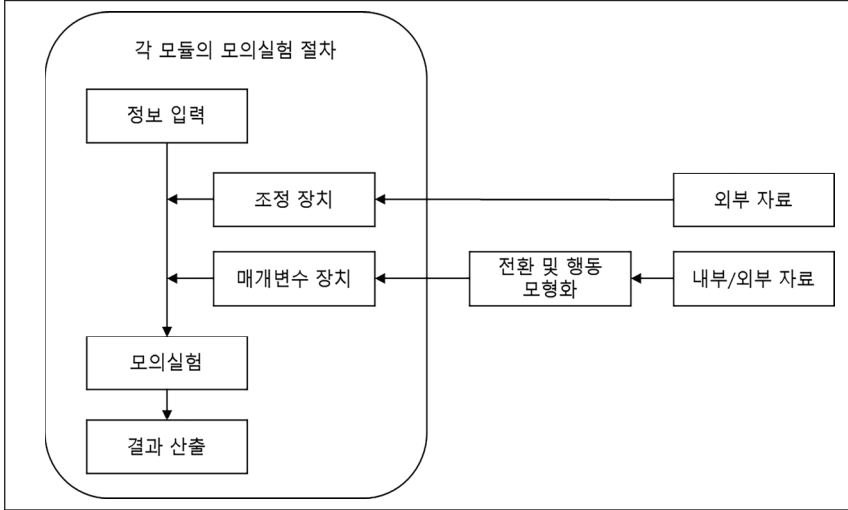 각 모듈의 모의실험 절차
정보 입력
조정 장치
외부 자료
매개변수 장치
전환 및 행동
모형화
내부/외부 자료
모의실험
결과 산출